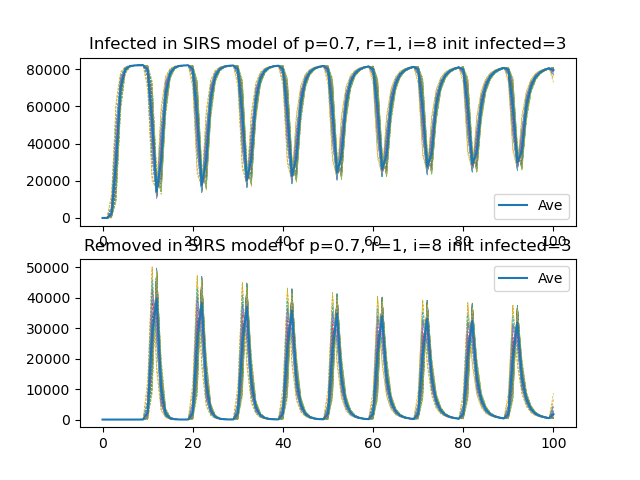 Infected in SIRS model of p=0.7, r=1, i=8 init infected=3
80000
60000
40000
20000
0
Ave
0 20 40 60 80 100
Removed in SIRS model of p=0.7, r=1, i=8 init infected=3
50000
40000
30000
20000
10000
0
Ave
0 20 40 60 80 100